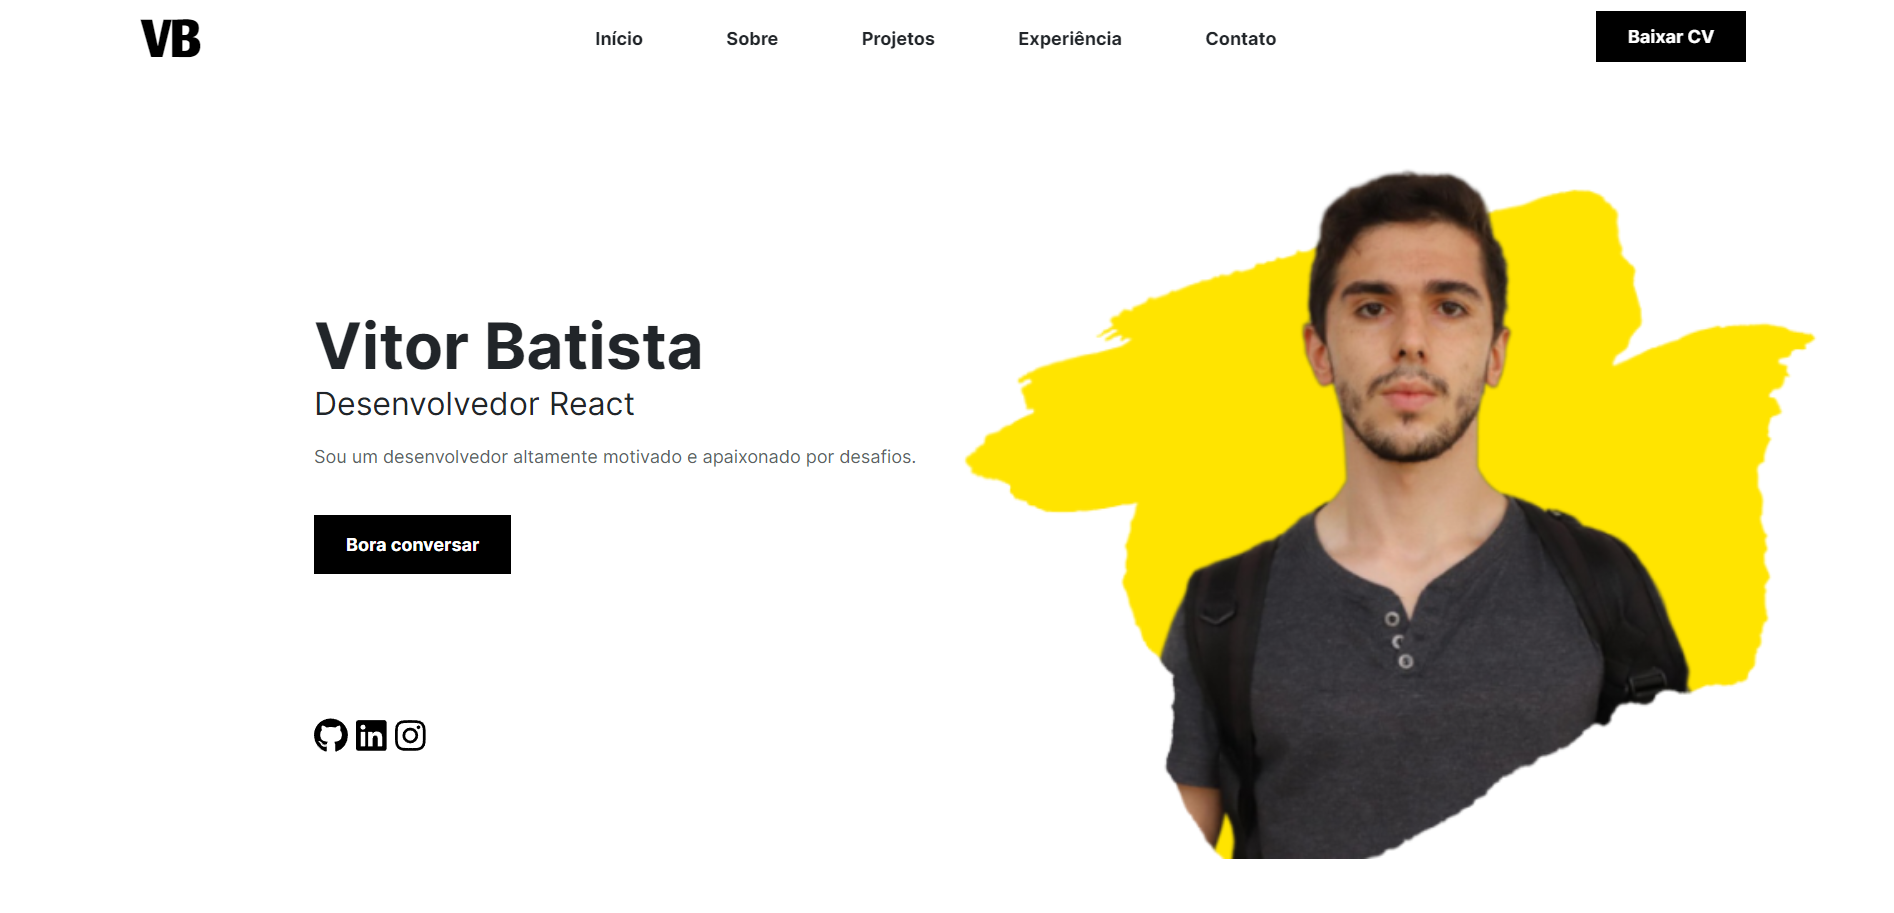 VB
Início
Sobre
Projetos
Experiência
Contato
Baixar CV
Vitor Batista
Desenvolvedor React
Sou um desenvolvedor altamente motivado e apaixonado por desafios.
Bora conversar
in